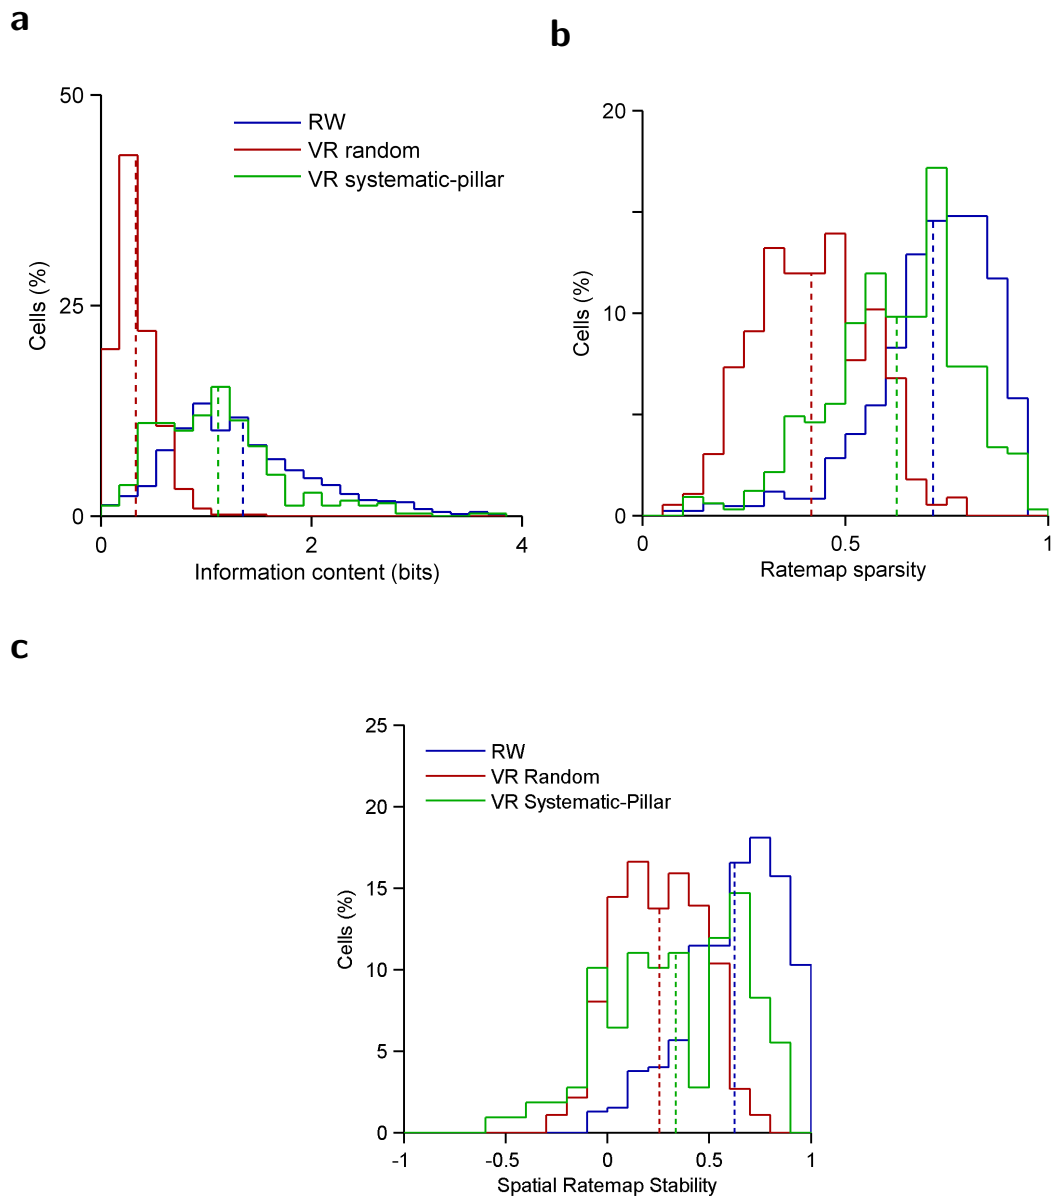 a
50
25
0
Cells (%)
RW
VR random
VR systematic-pillar
0 2 4
Information content (bits)
b
20
10
0
Cells (%)
0 0.5 1
Ratemap sparsity
c
25
20
15
10
5
0
Cells (%)
RW
VR Random
VR Systematic-Pillar
-1 -0.5 0 0.5 1
Spatial Ratemap Stability